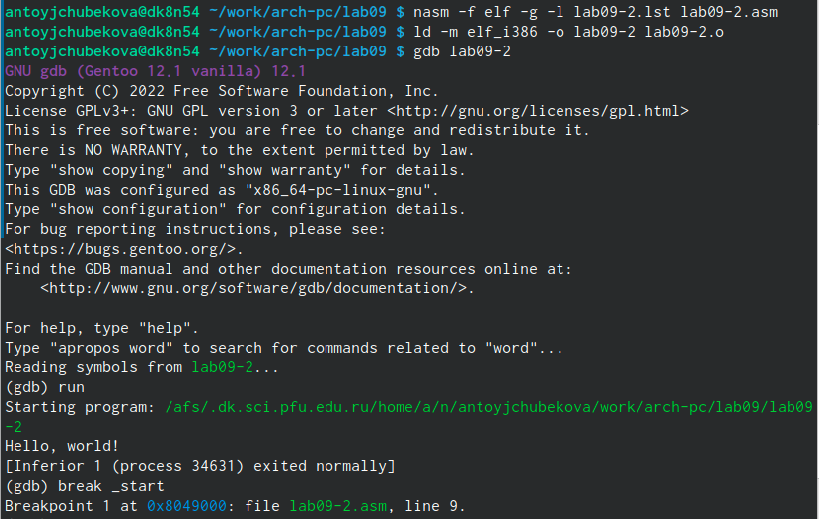 antoyjchubekova@dk8n54 ~/work/arch-pc/lab09 $ nasm -f elf -g -l lab09-2.lst lab09-2.asm
antoyjchubekova@dk8n54 ~/work/arch-pc/lab09 $ ld -m elf_i386 -o lab09-2 lab09-2.o
antoyjchubekova@dk8n54 ~/work/arch-pc/lab09 $ gdb lab09-2
GNU gdb (Gentoo 12.1 vanilla) 12.1
Copyright (C) 2022 Free Software Foundation, Inc.
License GPLv3+: GNU GPL version 3 or later <http://gnu.org/licenses/gpl.html>
This is free software: you are free to change and redistribute it.
There is NO WARRANTY, to the extent permitted by law.
Type "show copying" and "show warranty" for details.
This GDB was configured as "x86_64-pc-linux-gnu".
Type "show configuration" for configuration details.
For bug reporting instructions, please see:
<https://bugs.gentoo.org/>.
Find the GDB manual and other documentation resources online at:
    <http://www.gnu.org/software/gdb/documentation/>.

For help, type "help".
Type "apropos word" to search for commands related to "word"...
Reading symbols from lab09-2...
(gdb) run
Starting program: /afs/.dk.sci.pfu.edu.ru/home/a/n/antoyjchubekova/work/arch-pc/lab09/lab09
-2
Hello, world!
[Inferior 1 (process 34631) exited normally]
(gdb) break _start
Breakpoint 1 at 0x8049000: file lab09-2.asm, line 9.